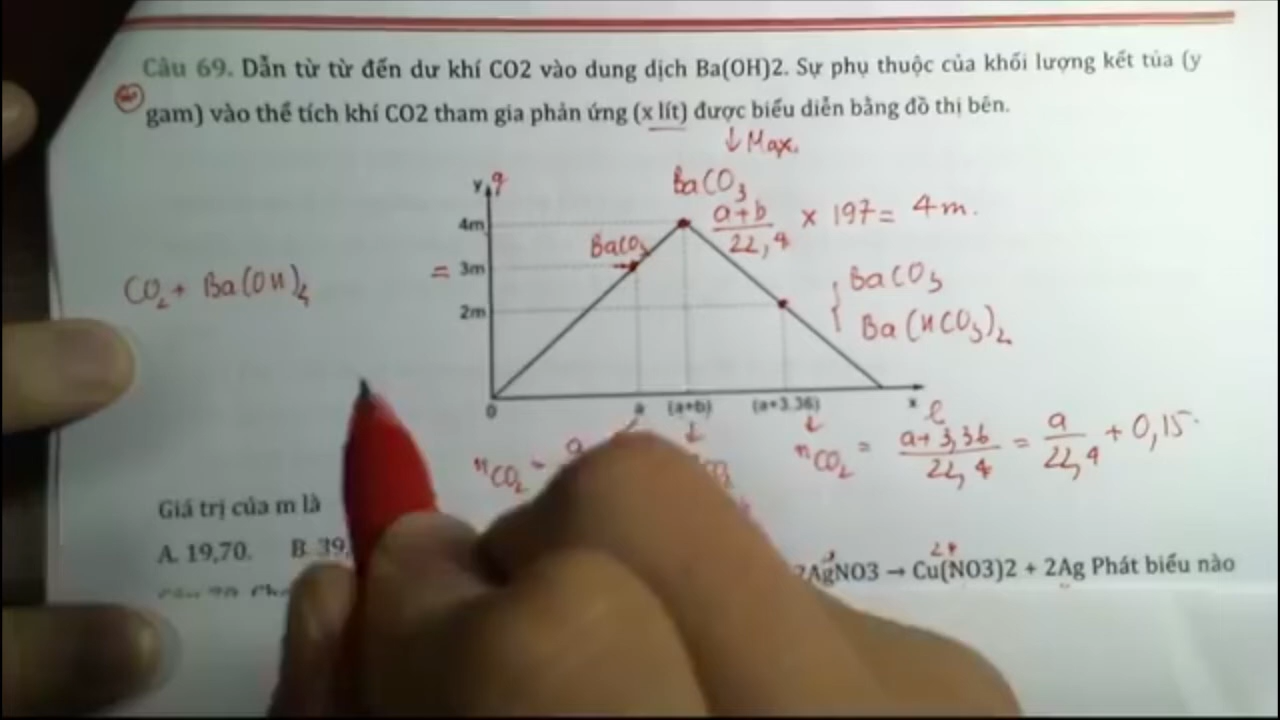 Câu 69. Dẫn từ từ đến dư khí CO2 vào dung dịch Ba(OH)2. Sự phụ thuộc của khối lượng kết tủa (y
gam) vào thể tích khí CO2 tham gia phản ứng (x lít) được biểu diễn bằng đồ thị bên.
↓ Max.
y
BaCO3
4m
(a+b)/22,4 × 197 = 4m.
BaCO3
= 3m
CO2 + Ba(OH)2
BaCO3
2m
Ba(HCO3)2
0 a (a+b) (a+3.36) x l
nCO2 = a
nCO2 = (a+3,36)/22,4 = a/22,4 + 0,15.
Giá trị của m là
A. 19,70. B. 39,
2+
AgNO3 → Cu(NO3)2 + 2Ag Phát biểu nào